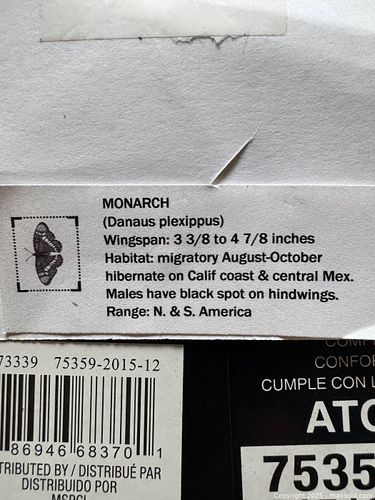 MONARCH
(Danaus plexippus)
Wingspan: 3 3/8 to 4 7/8 inches
Habitat: migratory August-October
hibernate on Calif coast & central Mex.
Males have black spot on hindwings.
Range: N. & S. America
73339 75359-2015-12
86946 68370 1
TRIBUTED BY / DISTRIBUÉ PAR
DISTRIBUIDO POR
CONFOR
CUMPLE CON L
ATC
7535
Copyright 2025 - maxsold.com